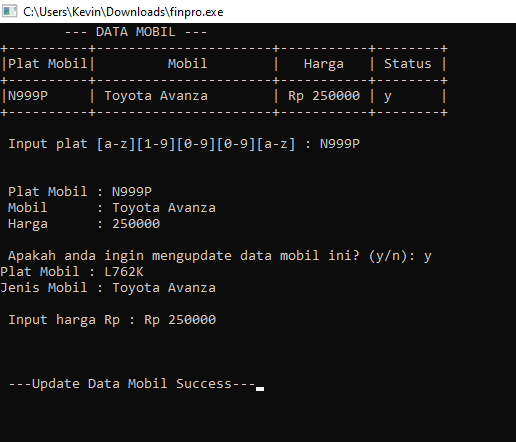 C:\Users\Kevin\Downloads\finpro.exe
--- DATA MOBIL ---
+----------+----------------------+-----------+--------+
|Plat Mobil|         Mobil        |   Harga   | Status |
+----------+----------------------+-----------+--------+
|N999P     | Toyota Avanza        | Rp 250000 | y      |
+----------+----------------------+-----------+--------+
Input plat [a-z][1-9][0-9][0-9][a-z] : N999P
Plat Mobil : N999P
Mobil      : Toyota Avanza
Harga      : 250000
Apakah anda ingin mengupdate data mobil ini? (y/n): y
Plat Mobil : L762K
Jenis Mobil : Toyota Avanza
Input harga Rp : Rp 250000
---Update Data Mobil Success---